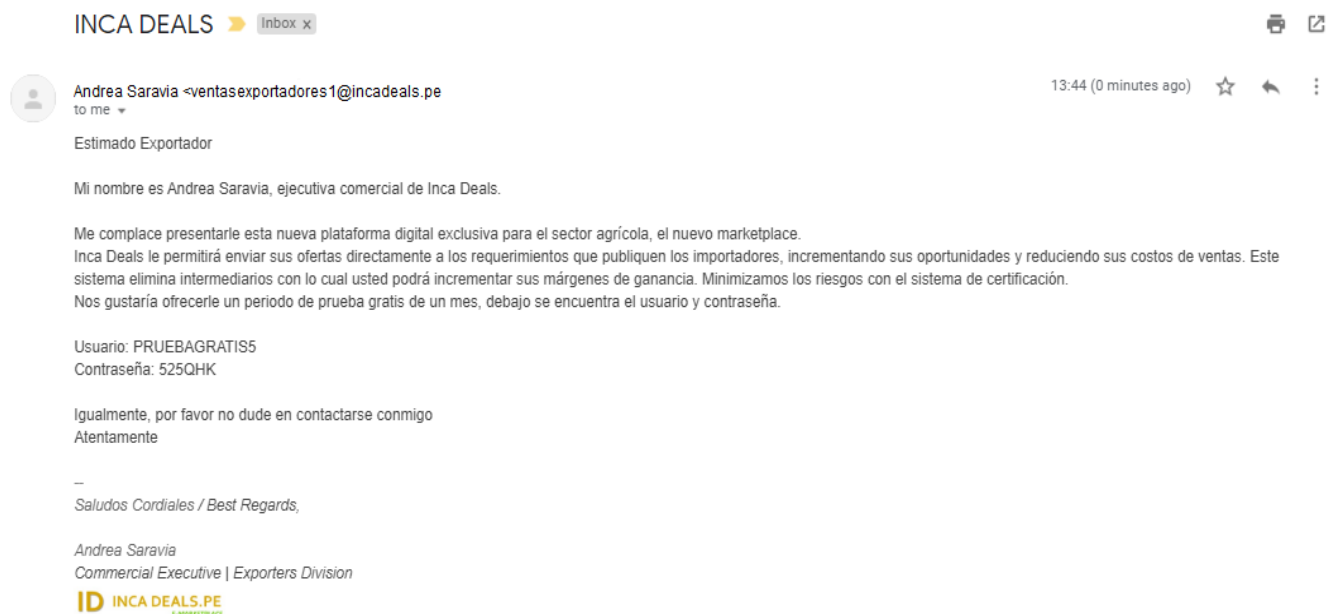 INCA DEALS Inbox x
Andrea Saravia <ventasexportadores1@incadeals.pe 13:44 (0 minutes ago)
to me
Estimado Exportador
Mi nombre es Andrea Saravia, ejecutiva comercial de Inca Deals.
Me complace presentarle esta nueva plataforma digital exclusiva para el sector agrícola, el nuevo marketplace.
Inca Deals le permitirá enviar sus ofertas directamente a los requerimientos que publiquen los importadores, incrementando sus oportunidades y reduciendo sus costos de ventas. Este
sistema elimina intermediarios con lo cual usted podrá incrementar sus márgenes de ganancia. Minimizamos los riesgos con el sistema de certificación.
Nos gustaría ofrecerle un periodo de prueba gratis de un mes, debajo se encuentra el usuario y contraseña.
Usuario: PRUEBAGRATIS5
Contraseña: 525QHK
Igualmente, por favor no dude en contactarse conmigo
Atentamente
--
Saludos Cordiales / Best Regards,
Andrea Saravia
Commercial Executive | Exporters Division
ID INCA DEALS.PE